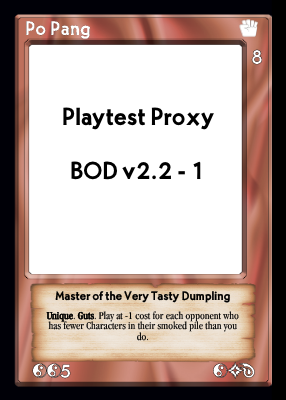 Po Pang
8
Playtest Proxy
BOD v2.2 - 1
Master of the Very Tasty Dumpling
Unique. Guts. Play at -1 cost for each opponent who
has fewer Characters in their smoked pile than you
do.
5